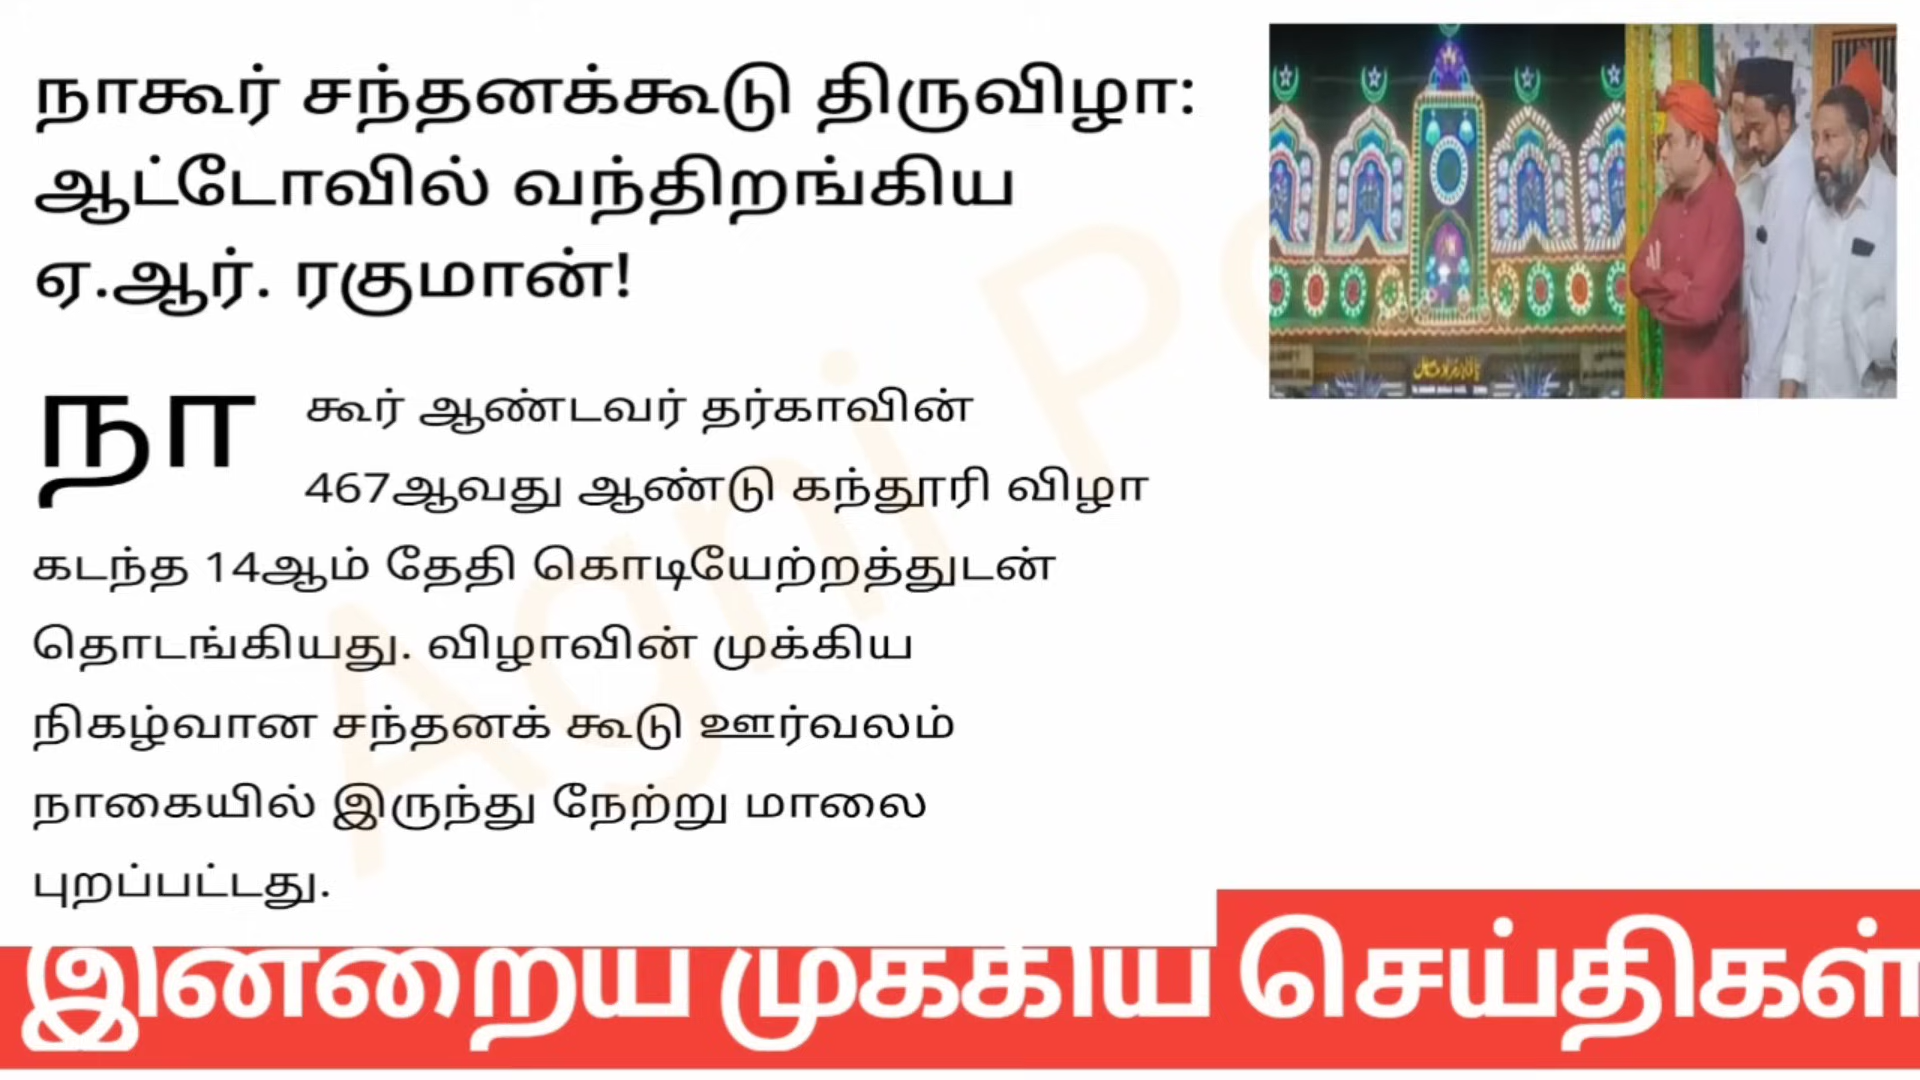 நாகூர் சந்தனக்கூடு திருவிழா:
ஆட்டோவில் வந்திறங்கிய
ஏ.ஆர். ரகுமான்!
நாகூர் ஆண்டவர் தர்காவின்
467ஆவது ஆண்டு கந்தூரி விழா
கடந்த 14ஆம் தேதி கொடியேற்றத்துடன்
தொடங்கியது. விழாவின் முக்கிய
நிகழ்வான சந்தனக் கூடு ஊர்வலம்
நாகையில் இருந்து நேற்று மாலை
புறப்பட்டது.
இன்றைய முக்கிய செய்திகள்
Agni